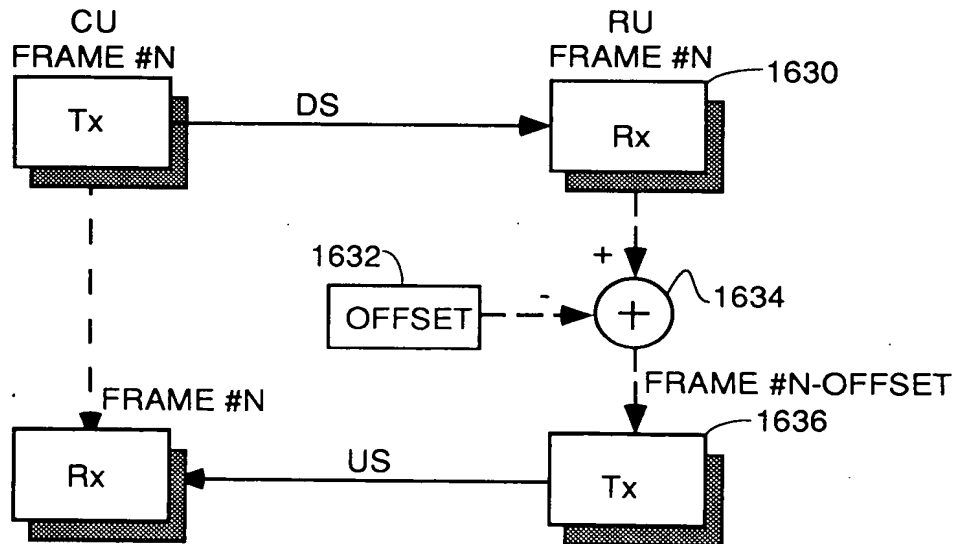 CU
FRAME #N
RU
FRAME #N
1630
Tx
DS
Rx
1632
+
-
OFFSET
+
1634
FRAME #N
FRAME #N-OFFSET
1636
Rx
US
Tx